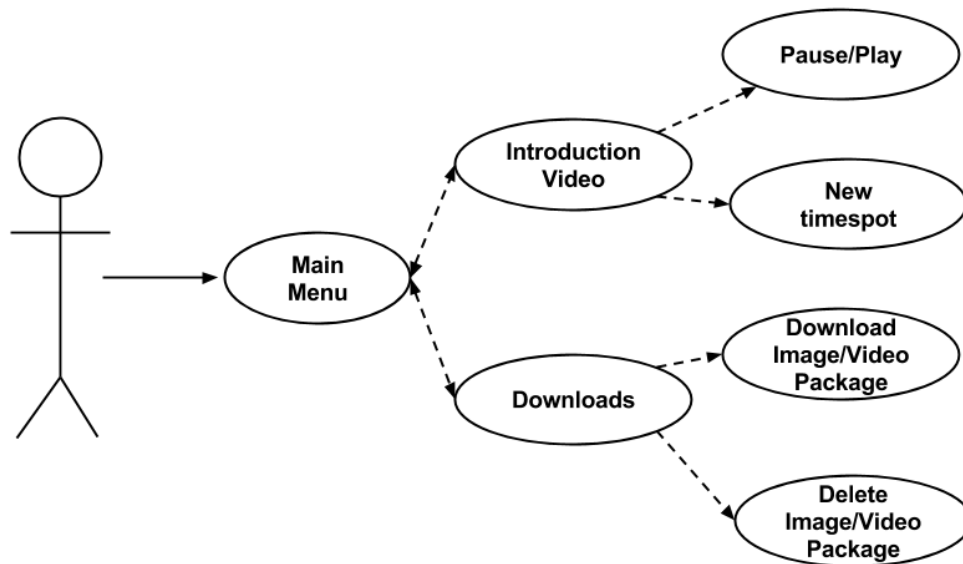 Pause/Play
Introduction
Video
New
timespot
Main
Menu
Download
Image/Video
Package
Downloads
Delete
Image/Video
Package